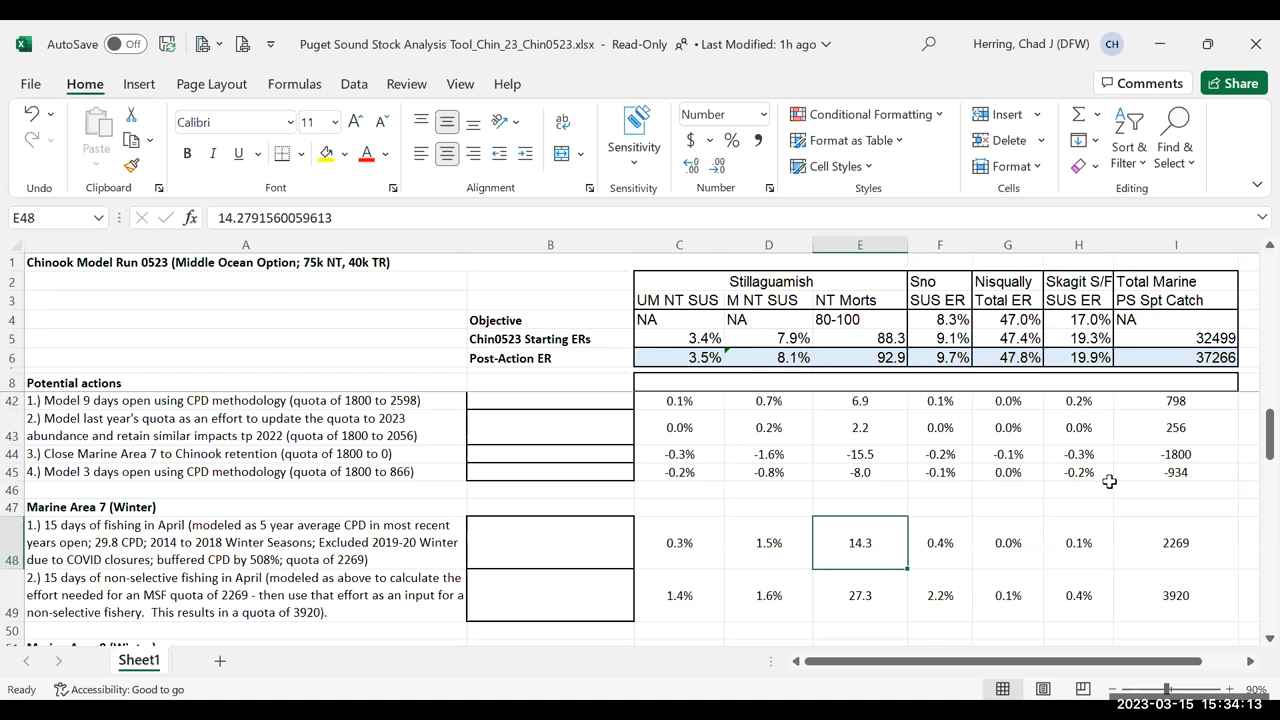 AutoSave Off Puget Sound Stock Analysis Tool_Chin_23_Chin0523.xlsx - Read-Only • Last Modified: 1h ago Herring, Chad J (DFW) CH
File Home Insert Page Layout Formulas Data Review View Help Comments Share
Paste Calibri 11 B I U A ab Sensitivity Number $ % Conditional Formatting Format as Table Cell Styles Insert Delete Format Sort & Filter Find & Select
Undo Clipboard Font Alignment Sensitivity Number Styles Cells Editing
E48 fx 14.2791560059613
A B C D E F G H I
1 Chinook Model Run 0523 (Middle Ocean Option; 75k NT, 40k TR)
2 Stillaguamish Sno Nisqually Skagit S/F Total Marine
3 UM NT SUS M NT SUS NT Morts SUS ER Total ER SUS ER PS Spt Catch
4 Objective NA NA 80-100 8.3% 47.0% 17.0% NA
5 Chin0523 Starting ERs 3.4% 7.9% 88.3 9.1% 47.4% 19.3% 32499
6 Post-Action ER 3.5% 8.1% 92.9 9.7% 47.8% 19.9% 37266
8 Potential actions
42 1.) Model 9 days open using CPD methodology (quota of 1800 to 2598) 0.1% 0.7% 6.9 0.1% 0.0% 0.2% 798
2.) Model last year's quota as an effort to update the quota to 2023
43 abundance and retain similar impacts tp 2022 (quota of 1800 to 2056) 0.0% 0.2% 2.2 0.0% 0.0% 0.0% 256
44 3.) Close Marine Area 7 to Chinook retention (quota of 1800 to 0) -0.3% -1.6% -15.5 -0.2% -0.1% -0.3% -1800
45 4.) Model 3 days open using CPD methodology (quota of 1800 to 866) -0.2% -0.8% -8.0 -0.1% 0.0% -0.2% -934
46
47 Marine Area 7 (Winter)
1.) 15 days of fishing in April (modeled as 5 year average CPD in most recent
years open; 29.8 CPD; 2014 to 2018 Winter Seasons; Excluded 2019-20 Winter 0.3% 1.5% 14.3 0.4% 0.0% 0.1% 2269
48 due to COVID closures; buffered CPD by 508%; quota of 2269)
2.) 15 days of non-selective fishing in April (modeled as above to calculate the
effort needed for an MSF quota of 2269 - then use that effort as an input for a 1.4% 1.6% 27.3 2.2% 0.1% 0.4% 3920
49 non-selective fishery. This results in a quota of 3920).
50
Sheet1
Ready Accessibility: Good to go 90%
2023-03-15 15:34:13